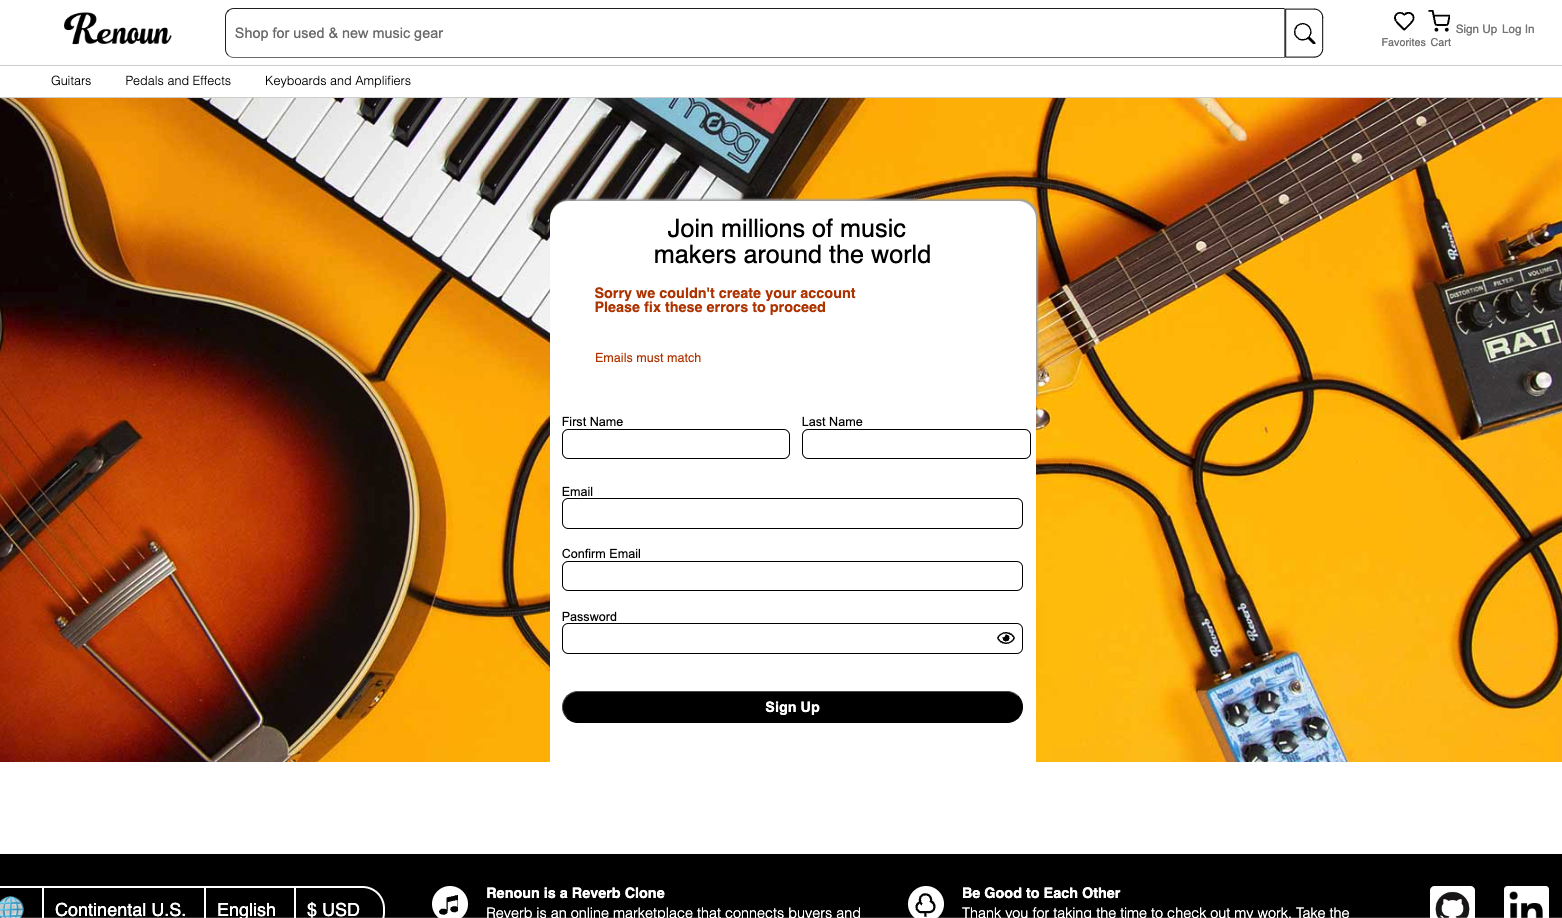 Renoun
Shop for used & new music gear
Favorites Cart Sign Up Log In
Guitars Pedals and Effects Keyboards and Amplifiers
moog
MIX
Join millions of music
makers around the world
Sorry we couldn't create your account
Please fix these errors to proceed
Emails must match
First Name Last Name
Email
Confirm Email
Password
Sign Up
Reverb
DISTORTION FILTER VOLUME
RAT
Reverb
Reverb
Continental U.S. English $ USD
Renoun is a Reverb Clone
Reverb is an online marketplace that connects buyers and
Be Good to Each Other
Thank you for taking the time to check out my work. Take the
in